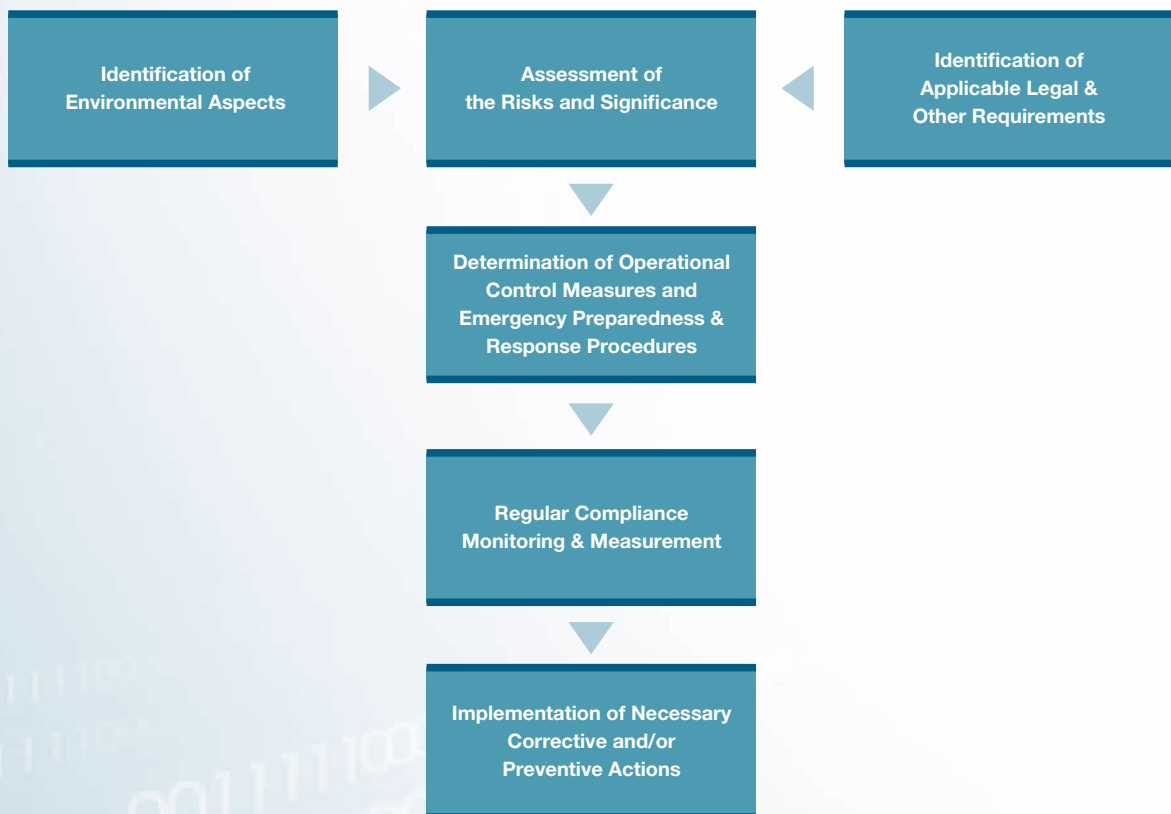 Identification of
Environmental Aspects
Assessment of
the Risks and Significance
Identification of
Applicable Legal &
Other Requirements
Determination of Operational
Control Measures and
Emergency Preparedness &
Response Procedures
Regular Compliance
Monitoring & Measurement
Implementation of Necessary
Corrective and/or
Preventive Actions